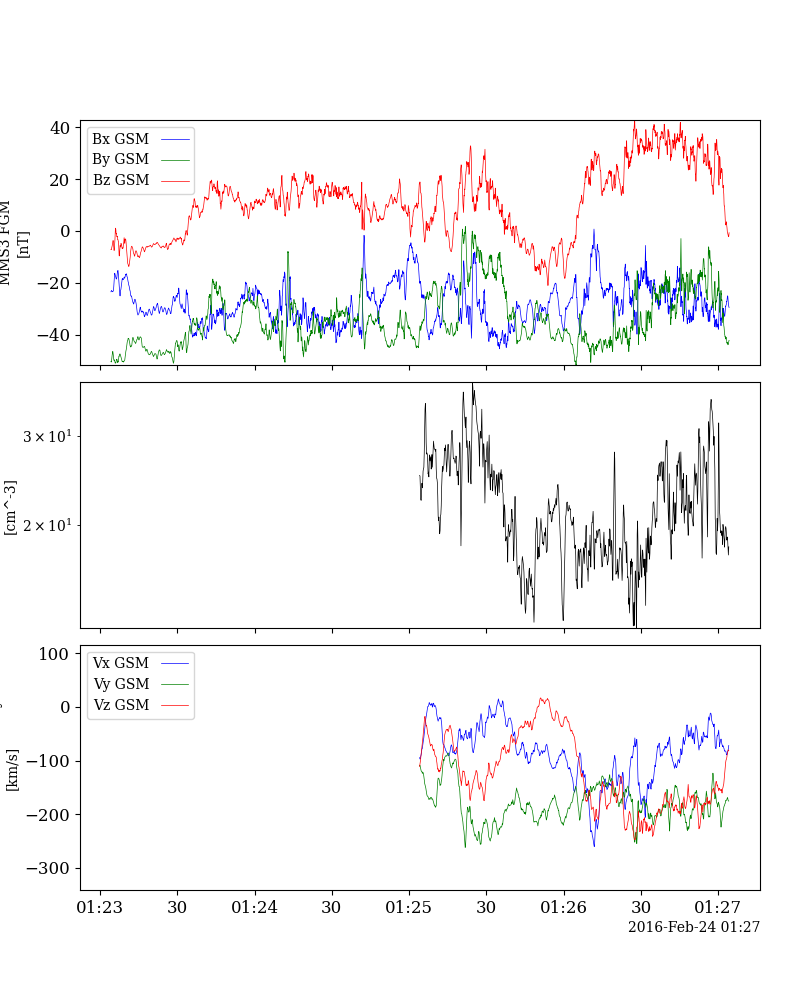 40
20
0
−20
−40
MMS3 FGM
[nT]
Bx GSM
By GSM
Bz GSM
3 × 10¹
2 × 10¹
[cm^-3]
100
0
−100
−200
−300
[km/s]
Vx GSM
Vy GSM
Vz GSM
01:23 30 01:24 30 01:25 30 01:26 30 01:27
2016-Feb-24 01:27